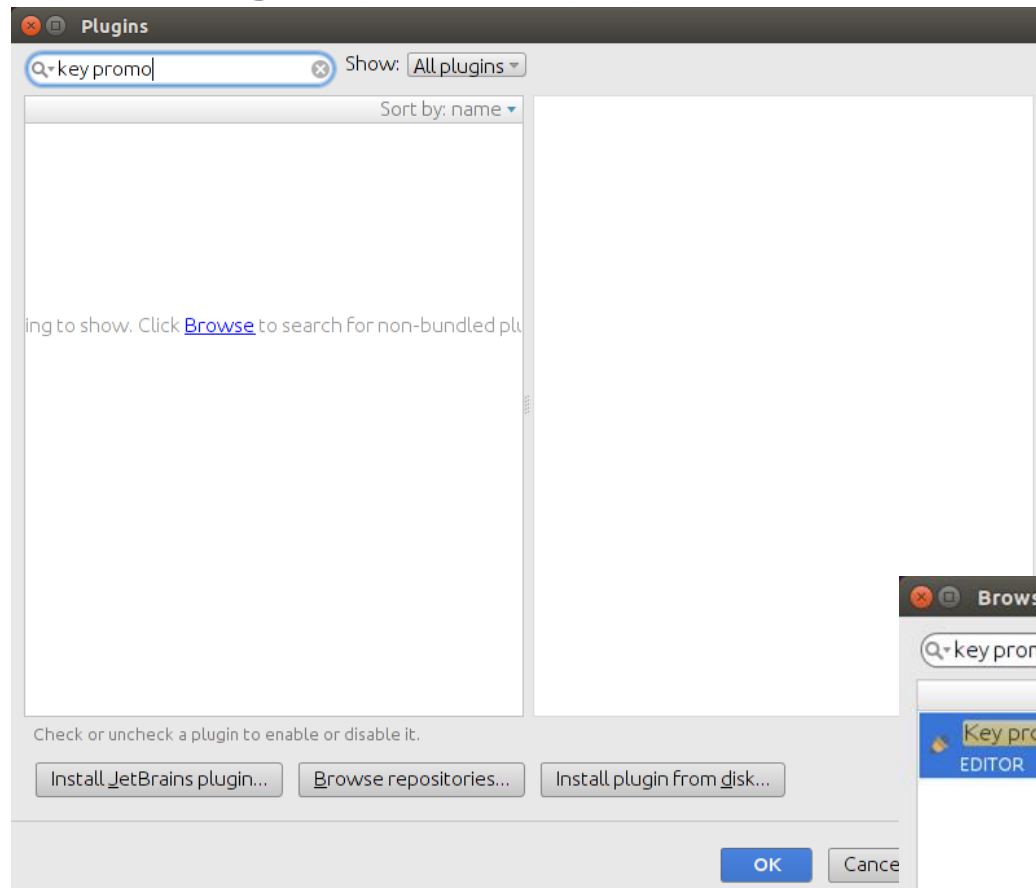 Plugins
key promo
Show: All plugins
Sort by: name
ing to show. Click Browse to search for non-bundled plu
Check or uncheck a plugin to enable or disable it.
Install JetBrains plugin...
Browse repositories...
Install plugin from disk...
OK
Cance
Brows
key pron
Key pro
EDITOR